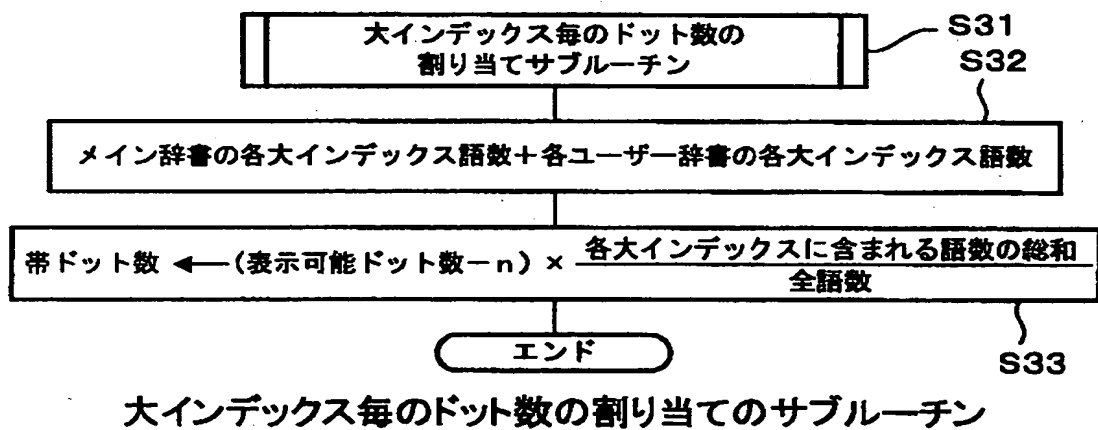 大インデックス毎のドット数の
割り当てサブルーチン
S31
S32
メイン辞書の各大インデックス語数＋各ユーザー辞書の各大インデックス語数
帯ドット数 ← (表示可能ドット数－n) × 各大インデックスに含まれる語数の総和
全語数
S33
エンド
大インデックス毎のドット数の割り当てのサブルーチン